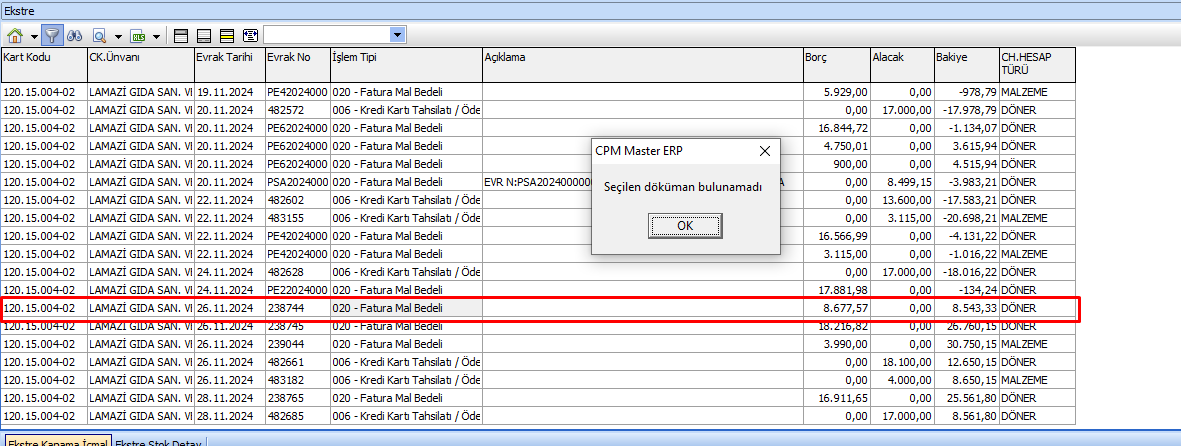 Ekstre
XLS
Kart Kodu CK.Ünvanı Evrak Tarihi Evrak No İşlem Tipi Açıklama Borç Alacak Bakiye CH.HESAP
TÜRÜ
120.15.004-02 LAMAZİ GIDA SAN. VI 19.11.2024 PE42024000 020 - Fatura Mal Bedeli 5.929,00 0,00 -978,79 MALZEME
120.15.004-02 LAMAZİ GIDA SAN. VI 20.11.2024 482572 006 - Kredi Kartı Tahsilatı / Öde 0,00 17.000,00 -17.978,79 DÖNER
120.15.004-02 LAMAZİ GIDA SAN. VI 20.11.2024 PE62024000 020 - Fatura Mal Bedeli 16.844,72 0,00 -1.134,07 DÖNER
120.15.004-02 LAMAZİ GIDA SAN. VI 20.11.2024 PE62024000 020 - Fatura Mal Bedeli 4.750,01 0,00 3.615,94 DÖNER
120.15.004-02 LAMAZİ GIDA SAN. VI 20.11.2024 PE62024000 020 - Fatura Mal Bedeli 900,00 0,00 4.515,94 DÖNER
120.15.004-02 LAMAZİ GIDA SAN. VI 20.11.2024 PSA2024000 020 - Fatura Mal Bedeli EVR N:PSA2024000000 A 0,00 8.499,15 -3.983,21 DÖNER
120.15.004-02 LAMAZİ GIDA SAN. VI 22.11.2024 482602 006 - Kredi Kartı Tahsilatı / Öde 0,00 13.600,00 -17.583,21 DÖNER
120.15.004-02 LAMAZİ GIDA SAN. VI 22.11.2024 483155 006 - Kredi Kartı Tahsilatı / Öde 0,00 3.115,00 -20.698,21 MALZEME
120.15.004-02 LAMAZİ GIDA SAN. VI 22.11.2024 PE42024000 020 - Fatura Mal Bedeli 16.566,99 0,00 -4.131,22 DÖNER
120.15.004-02 LAMAZİ GIDA SAN. VI 22.11.2024 PE42024000 020 - Fatura Mal Bedeli 3.115,00 0,00 -1.016,22 MALZEME
120.15.004-02 LAMAZİ GIDA SAN. VI 24.11.2024 482628 006 - Kredi Kartı Tahsilatı / Öde 0,00 17.000,00 -18.016,22 DÖNER
120.15.004-02 LAMAZİ GIDA SAN. VI 24.11.2024 PE22024000 020 - Fatura Mal Bedeli 17.881,98 0,00 -134,24 DÖNER
120.15.004-02 LAMAZİ GIDA SAN. VI 26.11.2024 238744 020 - Fatura Mal Bedeli 8.677,57 0,00 8.543,33 DÖNER
120.15.004-02 LAMAZİ GIDA SAN. VI 26.11.2024 238745 020 - Fatura Mal Bedeli 18.216,82 0,00 26.760,15 DÖNER
120.15.004-02 LAMAZİ GIDA SAN. VI 26.11.2024 239044 020 - Fatura Mal Bedeli 3.990,00 0,00 30.750,15 MALZEME
120.15.004-02 LAMAZİ GIDA SAN. VI 26.11.2024 482661 006 - Kredi Kartı Tahsilatı / Öde 0,00 18.100,00 12.650,15 DÖNER
120.15.004-02 LAMAZİ GIDA SAN. VI 26.11.2024 483182 006 - Kredi Kartı Tahsilatı / Öde 0,00 4.000,00 8.650,15 MALZEME
120.15.004-02 LAMAZİ GIDA SAN. VI 28.11.2024 238765 020 - Fatura Mal Bedeli 16.911,65 0,00 25.561,80 DÖNER
120.15.004-02 LAMAZİ GIDA SAN. VI 28.11.2024 482685 006 - Kredi Kartı Tahsilatı / Öde 0,00 17.000,00 8.561,80 DÖNER
CPM Master ERP
Seçilen döküman bulunamadı
OK
Ekstre Kapama İcmal Ekstre Stok Detay